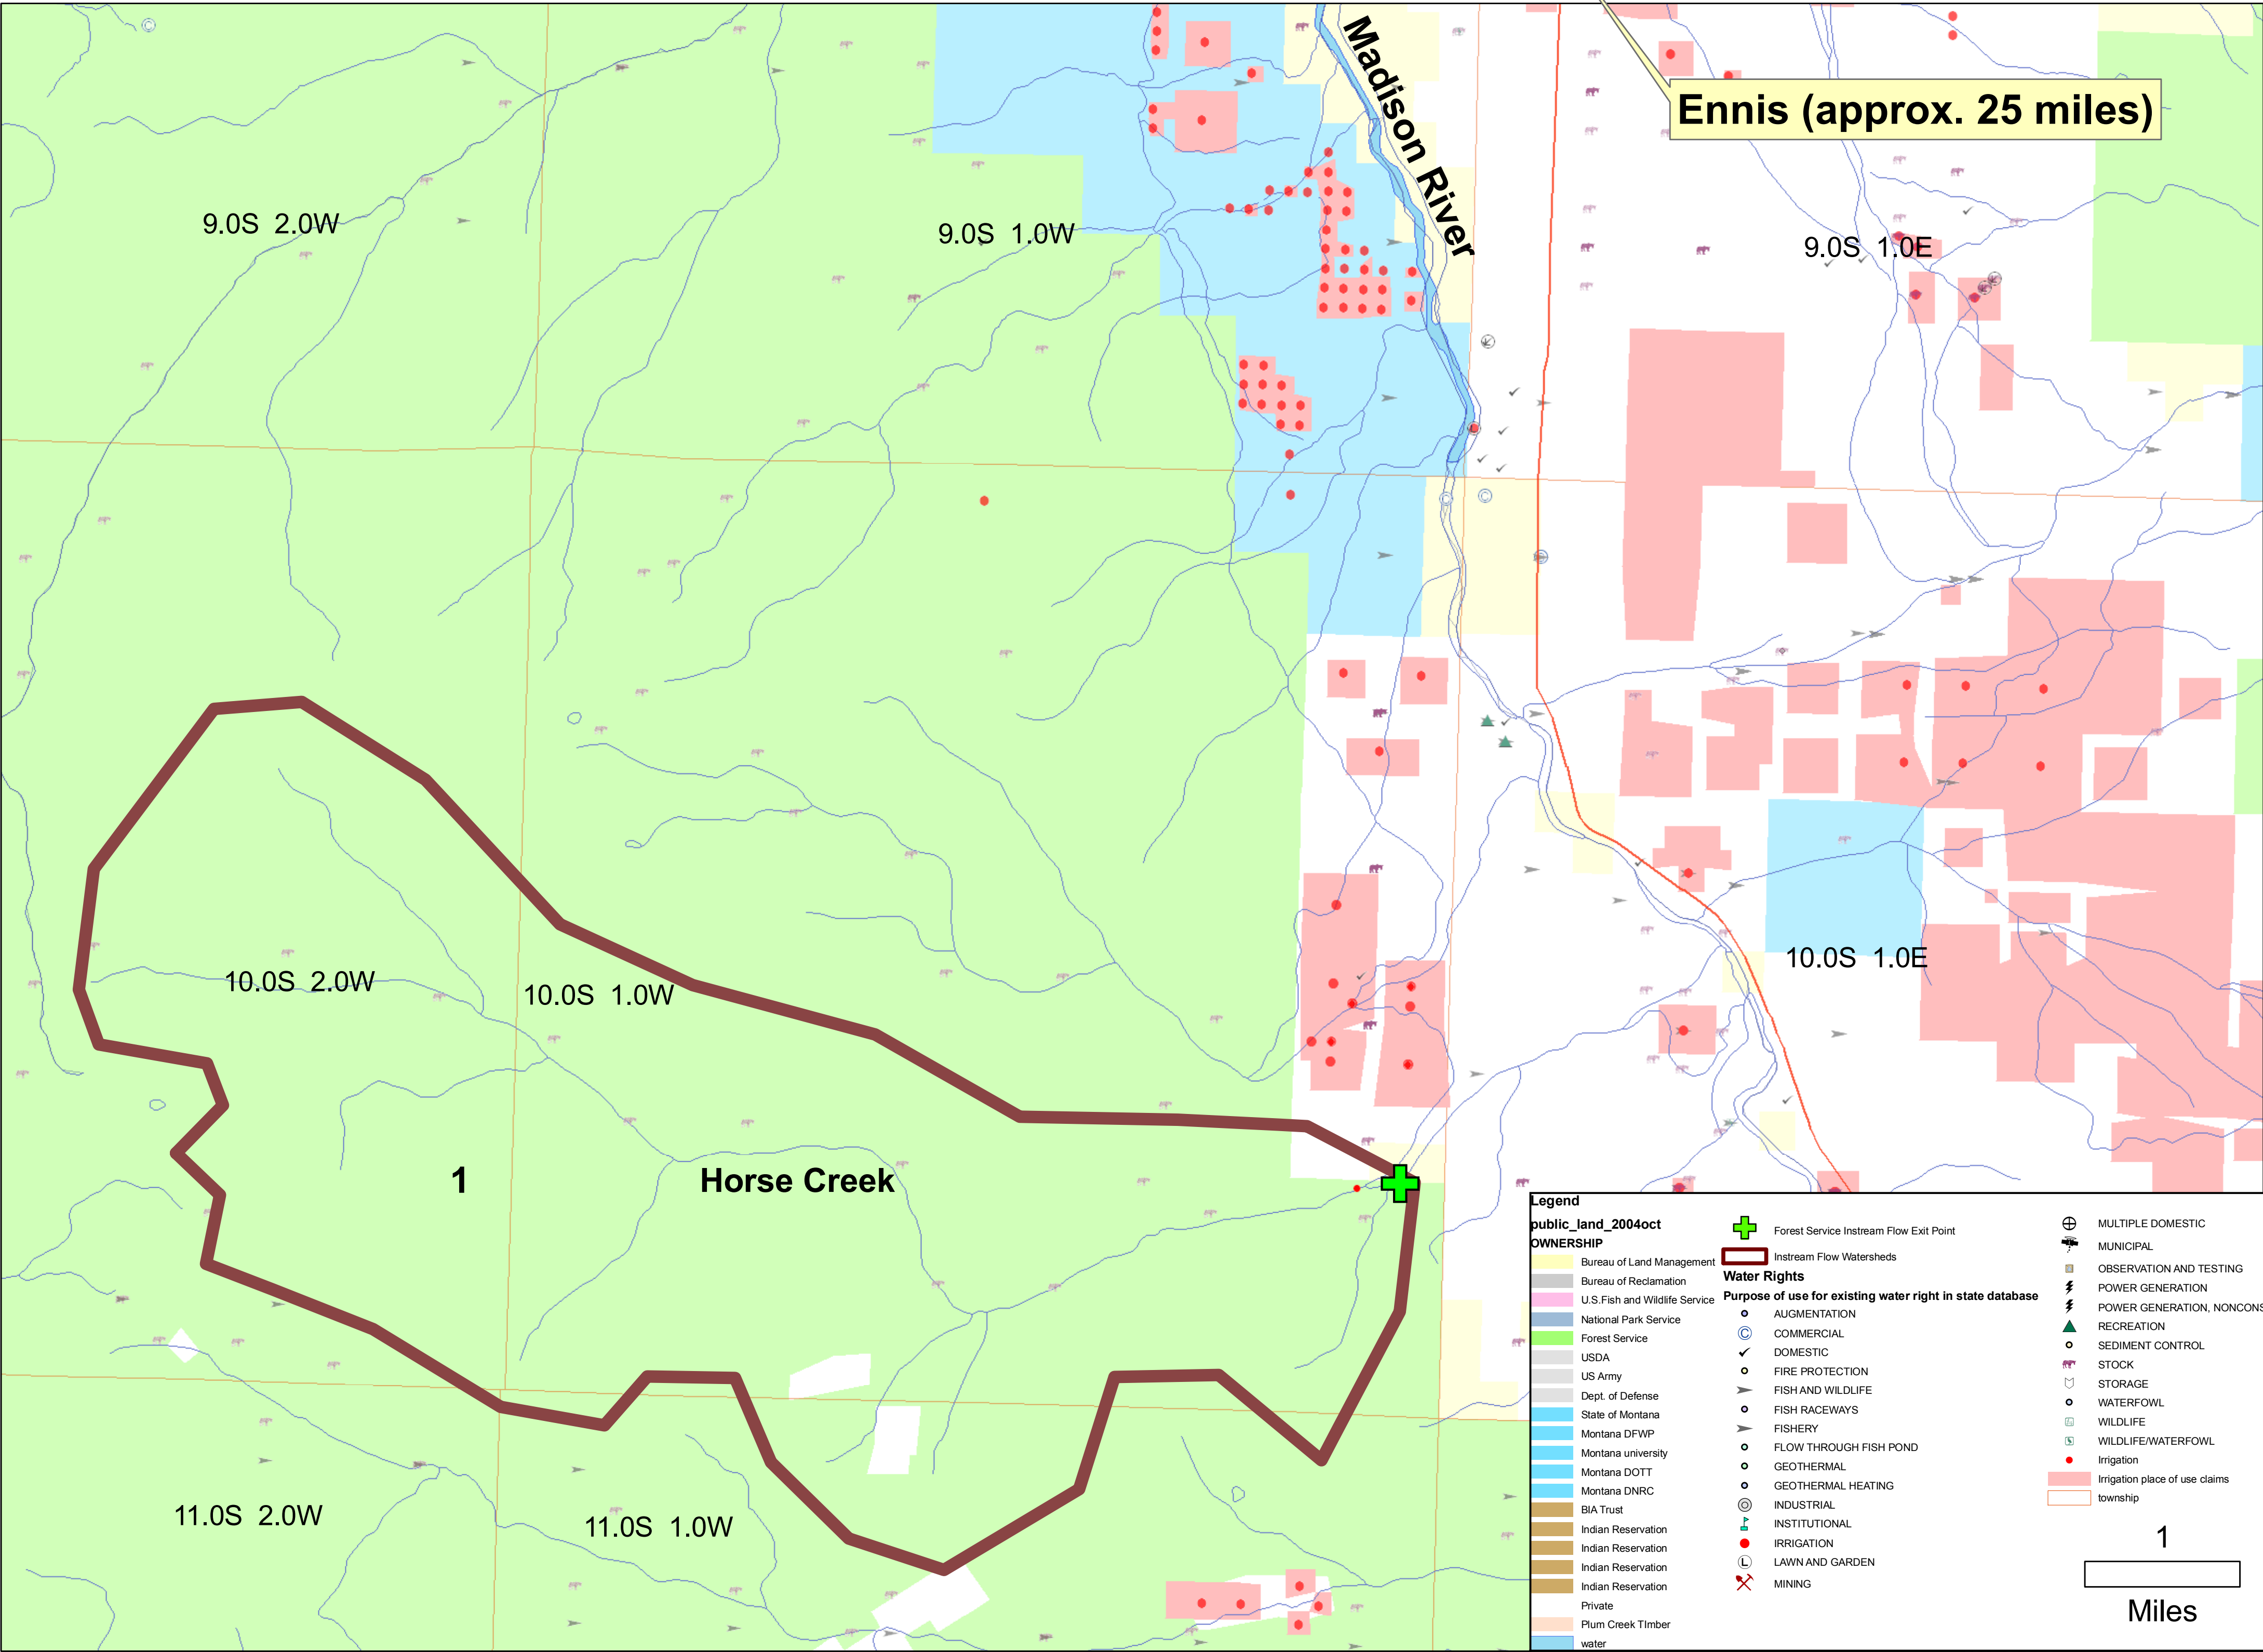 Madison River
Ennis (approx. 25 miles)
9.0S 2.0W
9.0S 1.0W
9.0S 1.0E
10.0S 2.0W
10.0S 1.0W
10.0S 1.0E
1
Horse Creek
11.0S 2.0W
11.0S 1.0W
Legend
public_land_2004oct
OWNERSHIP
Bureau of Land Management
Bureau of Reclamation
U.S.Fish and Wildlife Service
National Park Service
Forest Service
USDA
US Army
Dept. of Defense
State of Montana
Montana DFWP
Montana university
Montana DOTT
Montana DNRC
BIA Trust
Indian Reservation
Indian Reservation
Indian Reservation
Indian Reservation
Private
Plum Creek TImber
water
Forest Service Instream Flow Exit Point
Instream Flow Watersheds
Water Rights
Purpose of use for existing water right in state database
AUGMENTATION
C COMMERCIAL
DOMESTIC
FIRE PROTECTION
FISH AND WILDLIFE
FISH RACEWAYS
FISHERY
FLOW THROUGH FISH POND
GEOTHERMAL
GEOTHERMAL HEATING
INDUSTRIAL
INSTITUTIONAL
IRRIGATION
L LAWN AND GARDEN
MINING
MULTIPLE DOMESTIC
MUNICIPAL
OBSERVATION AND TESTING
POWER GENERATION
POWER GENERATION, NONCONS
RECREATION
SEDIMENT CONTROL
STOCK
STORAGE
WATERFOWL
WILDLIFE
WILDLIFE/WATERFOWL
Irrigation
Irrigation place of use claims
township
1
Miles